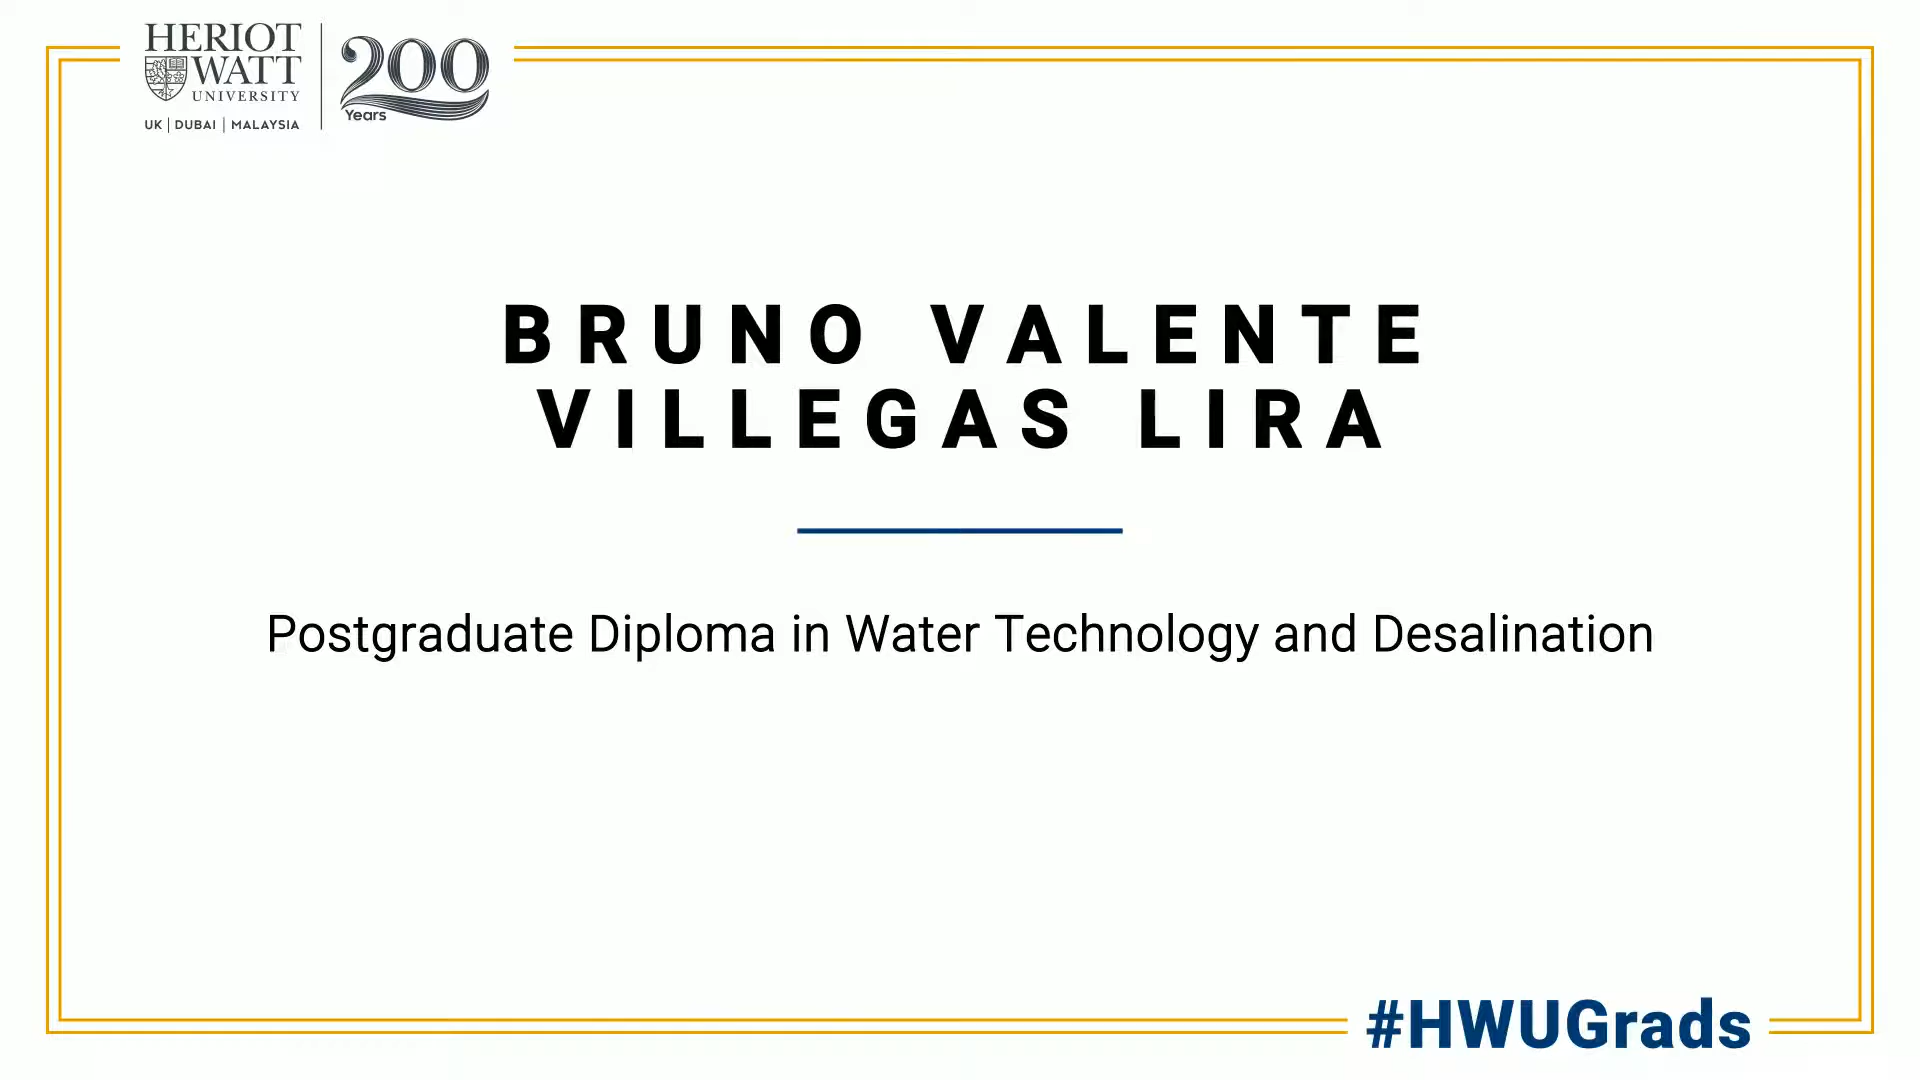 HERIOT
WATT
UNIVERSITY
UK | DUBAI | MALAYSIA
200
Years
BRUNO VALENTE
VILLEGAS LIRA
Postgraduate Diploma in Water Technology and Desalination
#HWUGrads